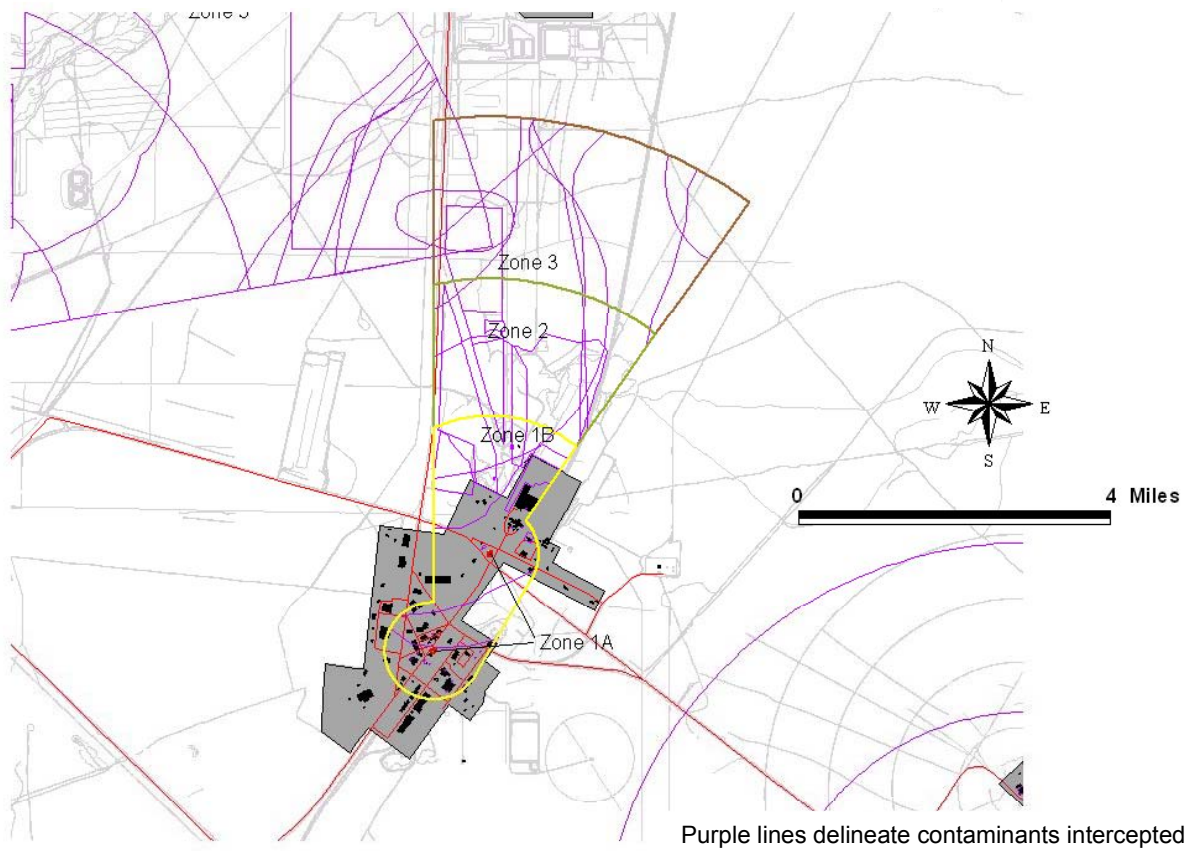 Zone 3
Zone 2
Zone 1B
Zone 1A
N
W E
S
0 4 Miles
Purple lines delineate contaminants intercepted